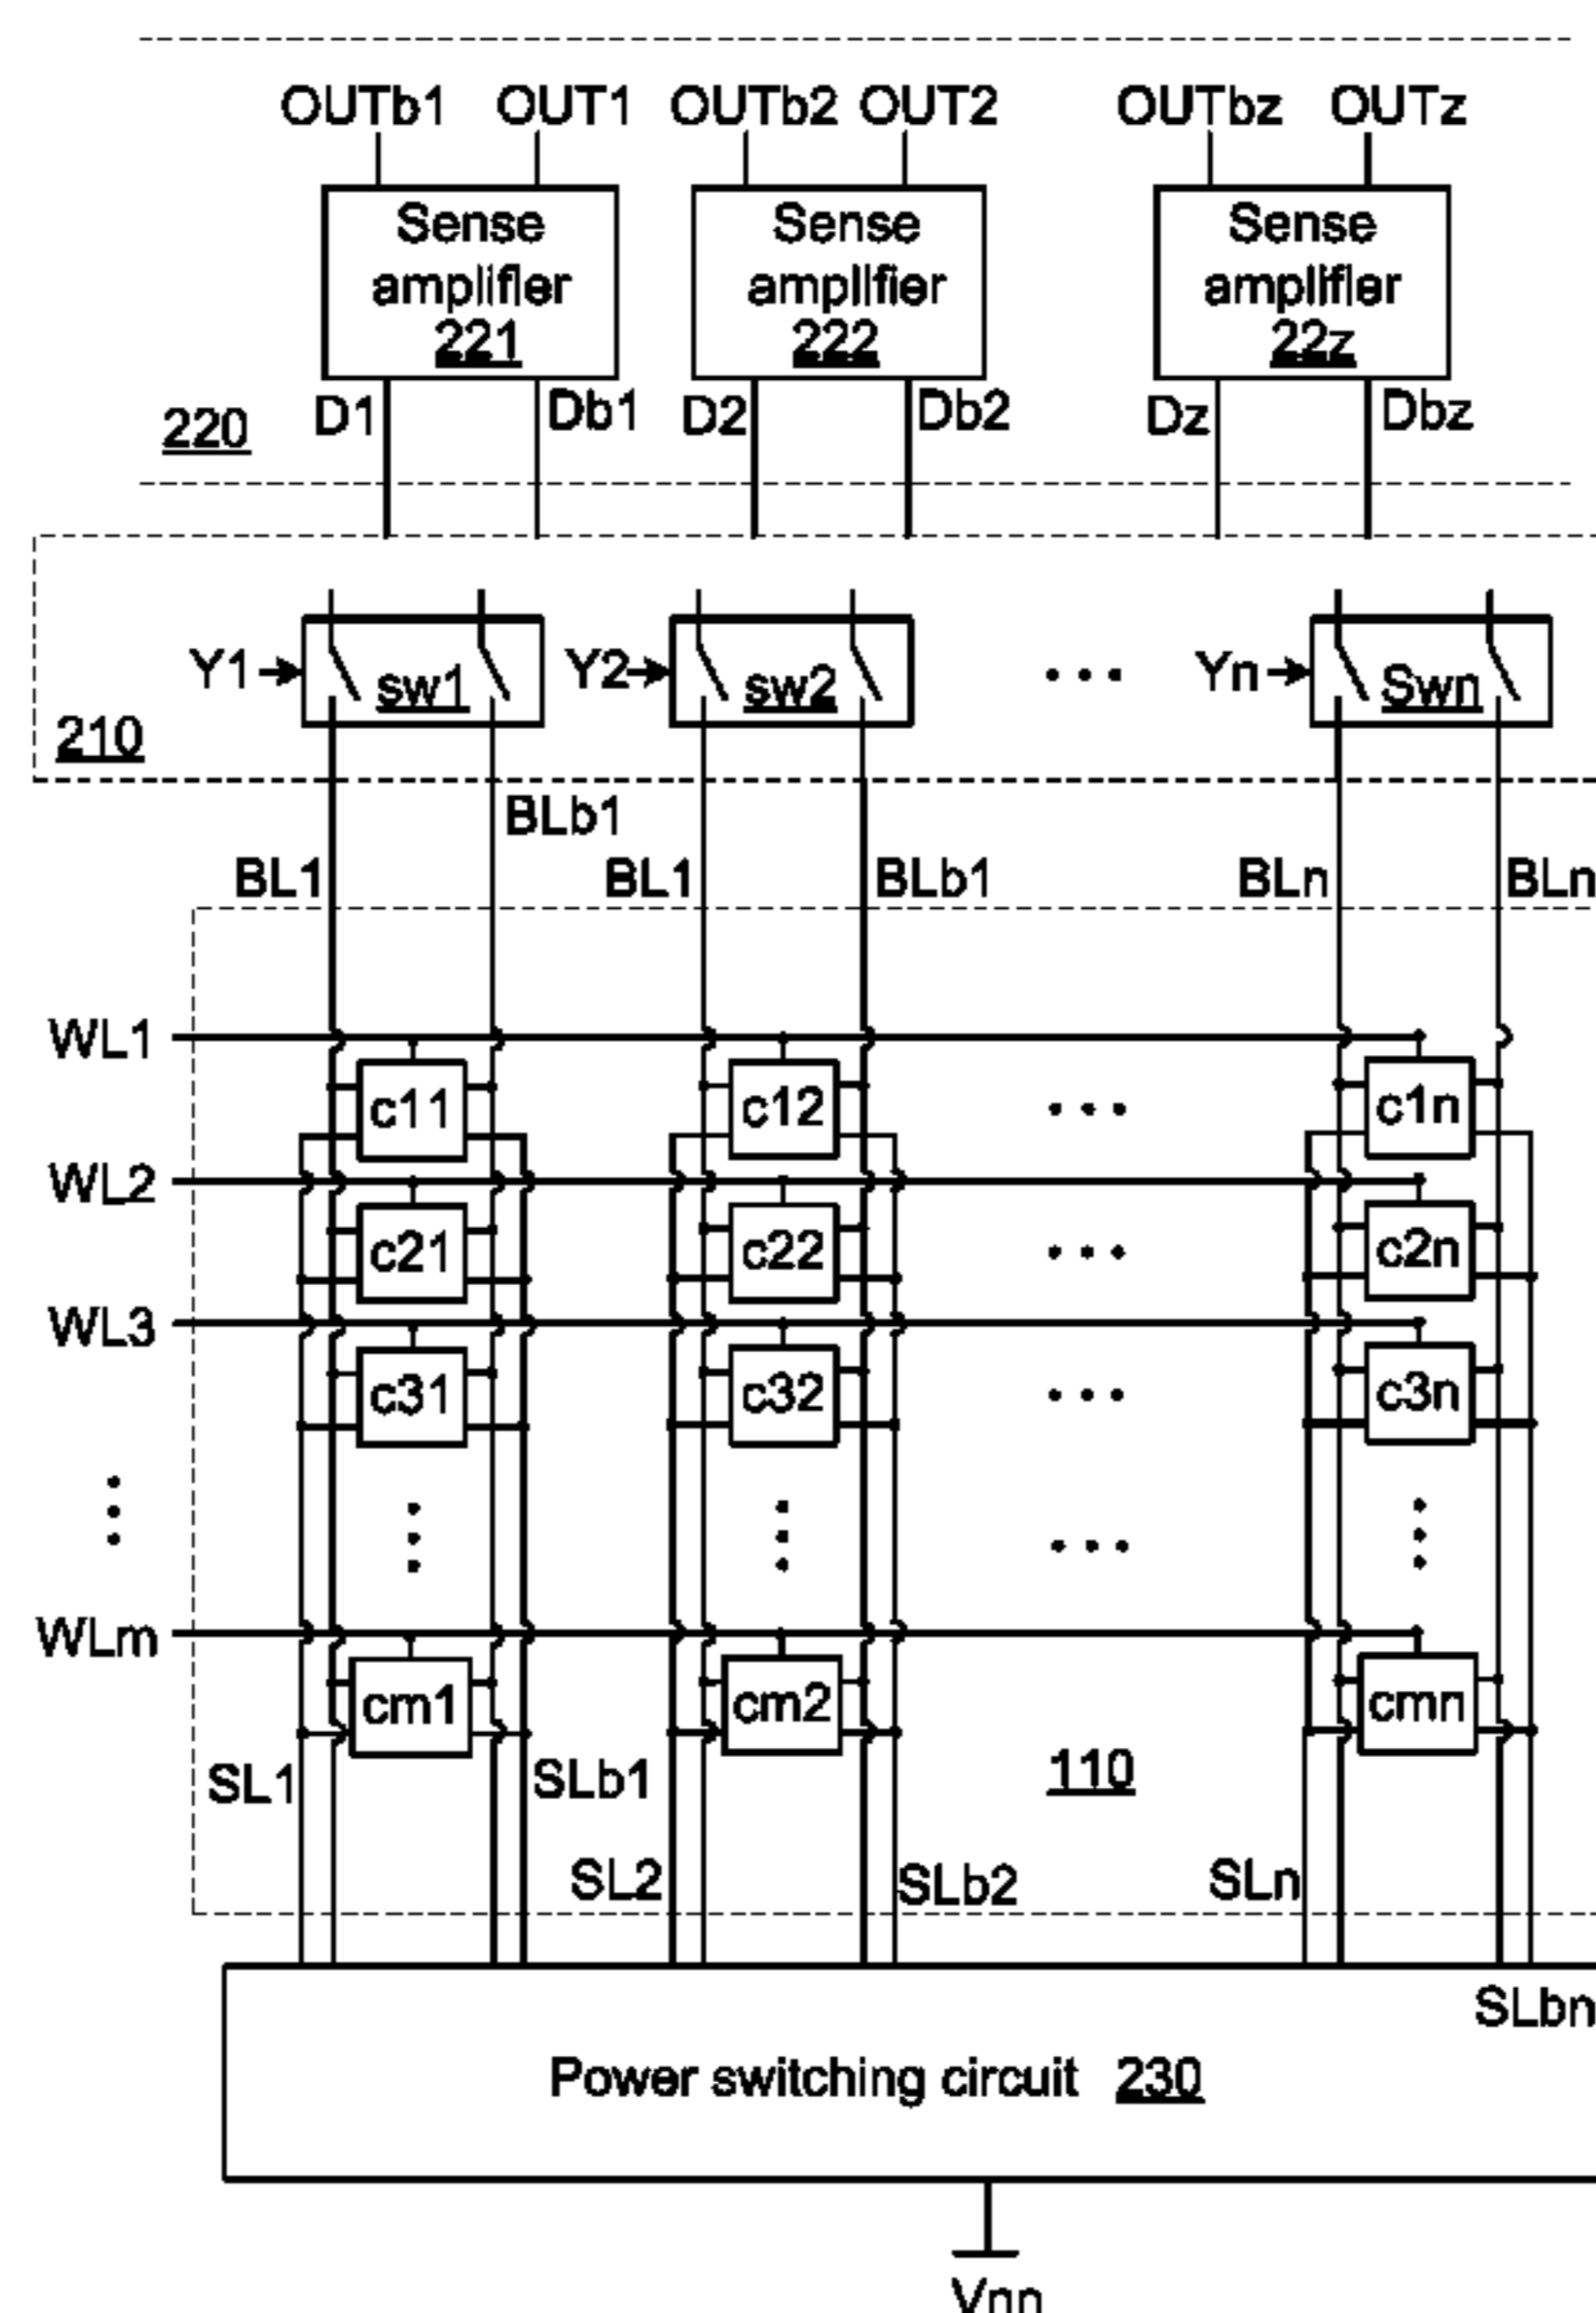 OUTb1 OUT1 OUTb2 OUT2 OUTbz OUTz
Sense amplifier 221
Sense amplifier 222
Sense amplifier 22z
D1 Db1 D2 Db2 Dz Dbz
220
Y1 sw1 Y2 sw2 Yn Swn
210
BLb1
BL1 BL1 BLb1 BLn BLn
WL1
c11 c12 c1n
WL2
c21 c22 c2n
WL3
c31 c32 c3n
WLm
cm1 cm2 cmn
110
SL1 SLb1
SL2 SLb2 SLn
SLbn
Power switching circuit 230